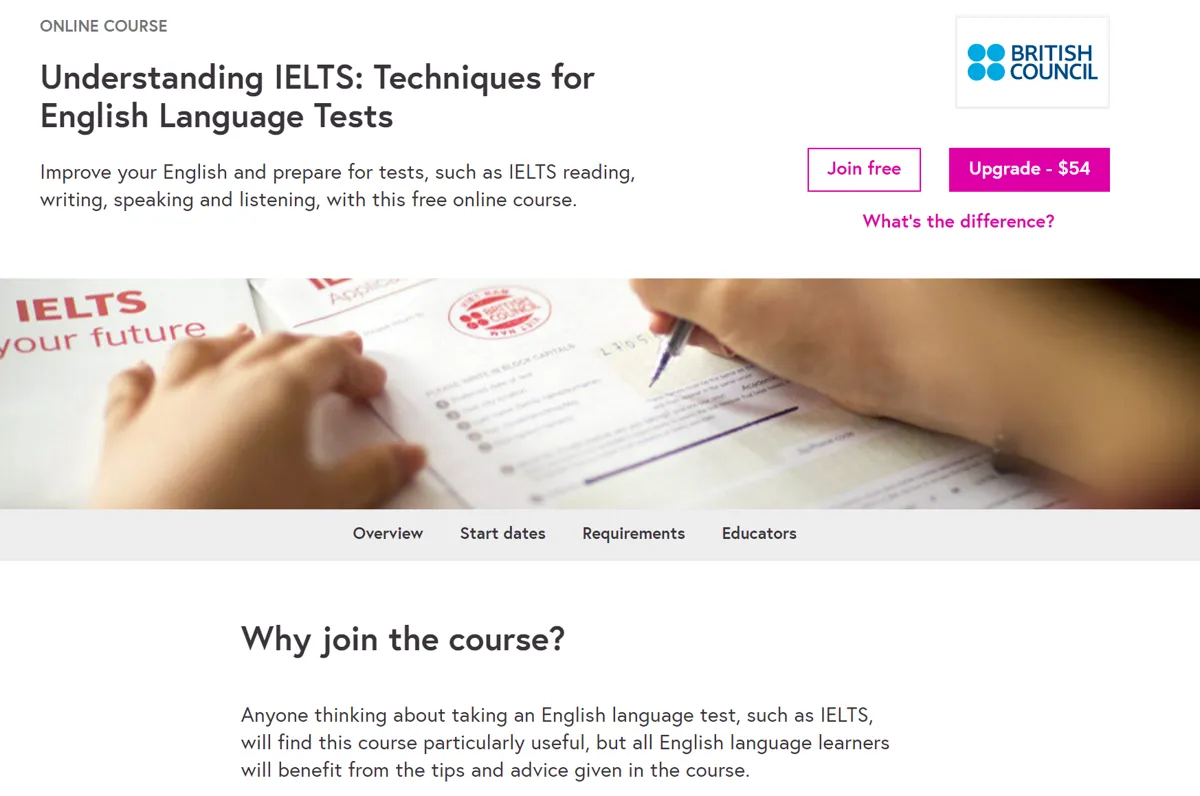 ONLINE COURSE
Understanding IELTS: Techniques for
English Language Tests
Improve your English and prepare for tests, such as IELTS reading,
writing, speaking and listening, with this free online course.
BRITISH
COUNCIL
Join free
Upgrade - $54
What's the difference?
IELTS
your future
VIET NAM
BRITISH
COUNCIL
VIET NAM
PLEASE WRITE IN BLOCK CAPITALS
Overview
Start dates
Requirements
Educators
Why join the course?
Anyone thinking about taking an English language test, such as IELTS,
will find this course particularly useful, but all English language learners
will benefit from the tips and advice given in the course.